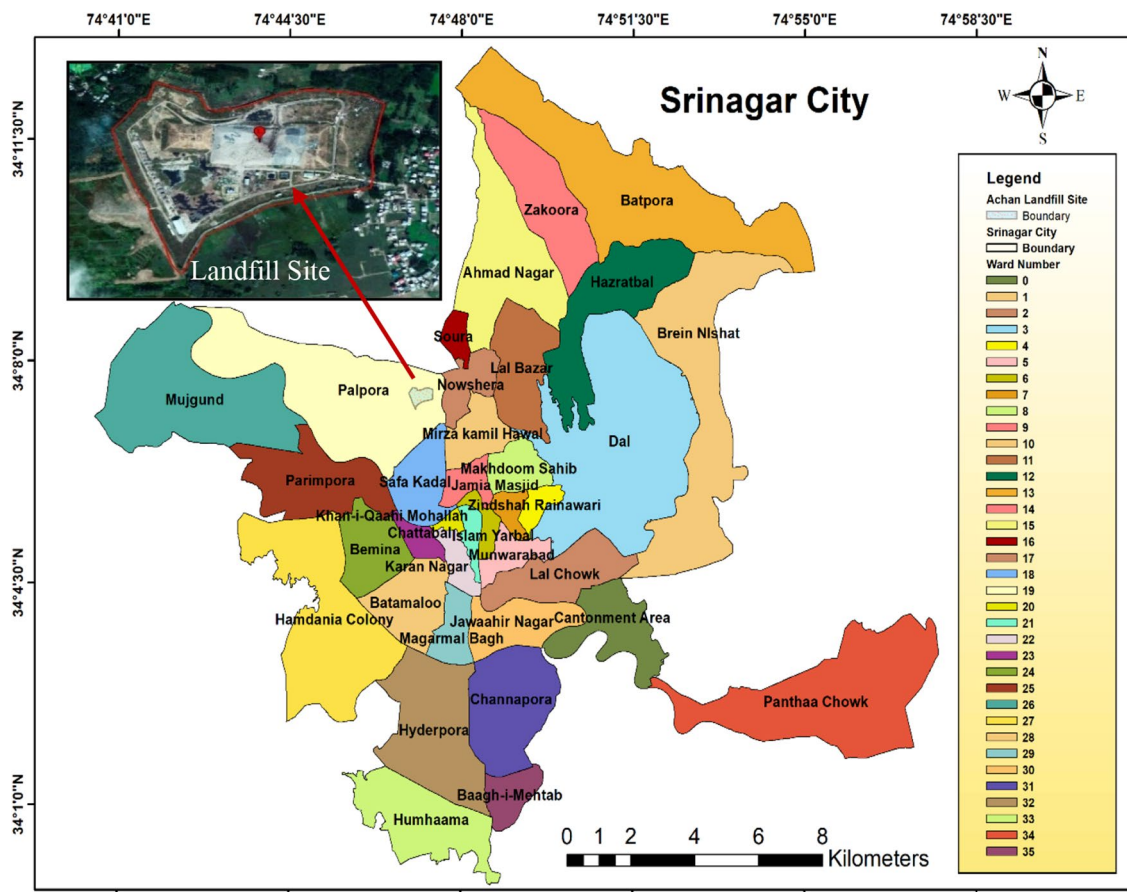 74°41'0"E 74°44'30"E 74°48'0"E 74°51'30"E 74°55'0"E 74°58'30"E
Srinagar City
N
W E
S
34°11'30"N
34°8'0"N
34°4'30"N
34°1'0"N
Landfill Site
Batpora
Zakoora
Ahmad Nagar
Hazratbal
Brein NIshat
Soura
Lal Bazar
Nowshera
Palpora
Mujgund
Mirza kamil Hawal
Dal
Makhdoom Sahib
Safa Kadal
Jamia Masjid
Parimpora
Zindshah Rainawari
Khan-i-Qaahi Mohallah
Chattabal
Islam Yarbal
Bemina
Munwarabad
Karan Nagar
Lal Chowk
Batamaloo
Hamdania Colony
Jawaahir Nagar
Cantonment Area
Magarmal Bagh
Channapora
Panthaa Chowk
Hyderpora
Baagh-i-Mehtab
Humhaama
0 1 2 4 6 8
Kilometers
Legend
Achan Landfill Site
Boundary
Srinagar City
Boundary
Ward Number
0
1
2
3
4
5
6
7
8
9
10
11
12
13
14
15
16
17
18
19
20
21
22
23
24
25
26
27
28
29
30
31
32
33
34
35